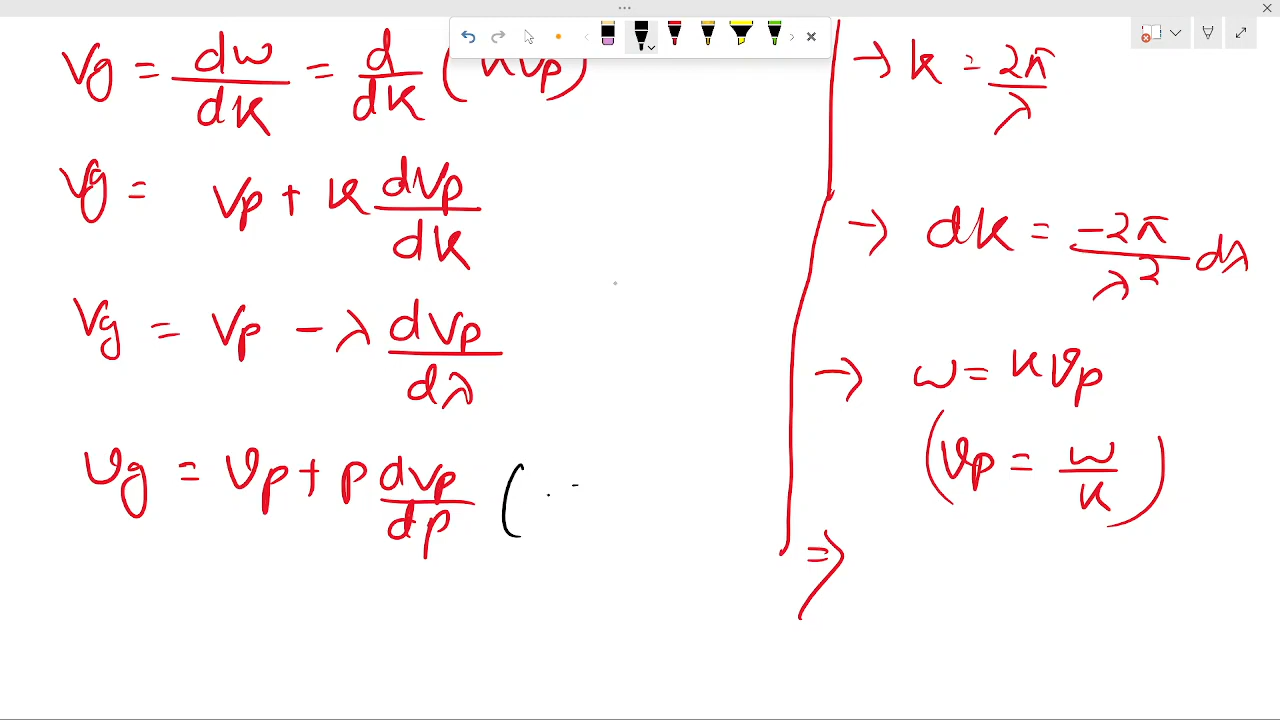 Vg = dω/dK = d/dK (KVp)
Vg = Vp + K dVp/dK
Vg = Vp - λ dVp/dλ
Vg = Vp + P dVp/dP (
→ K = 2π/λ
→ dK = -2π/λ² dλ
→ ω = KVp
(Vp = ω/K)
⇒